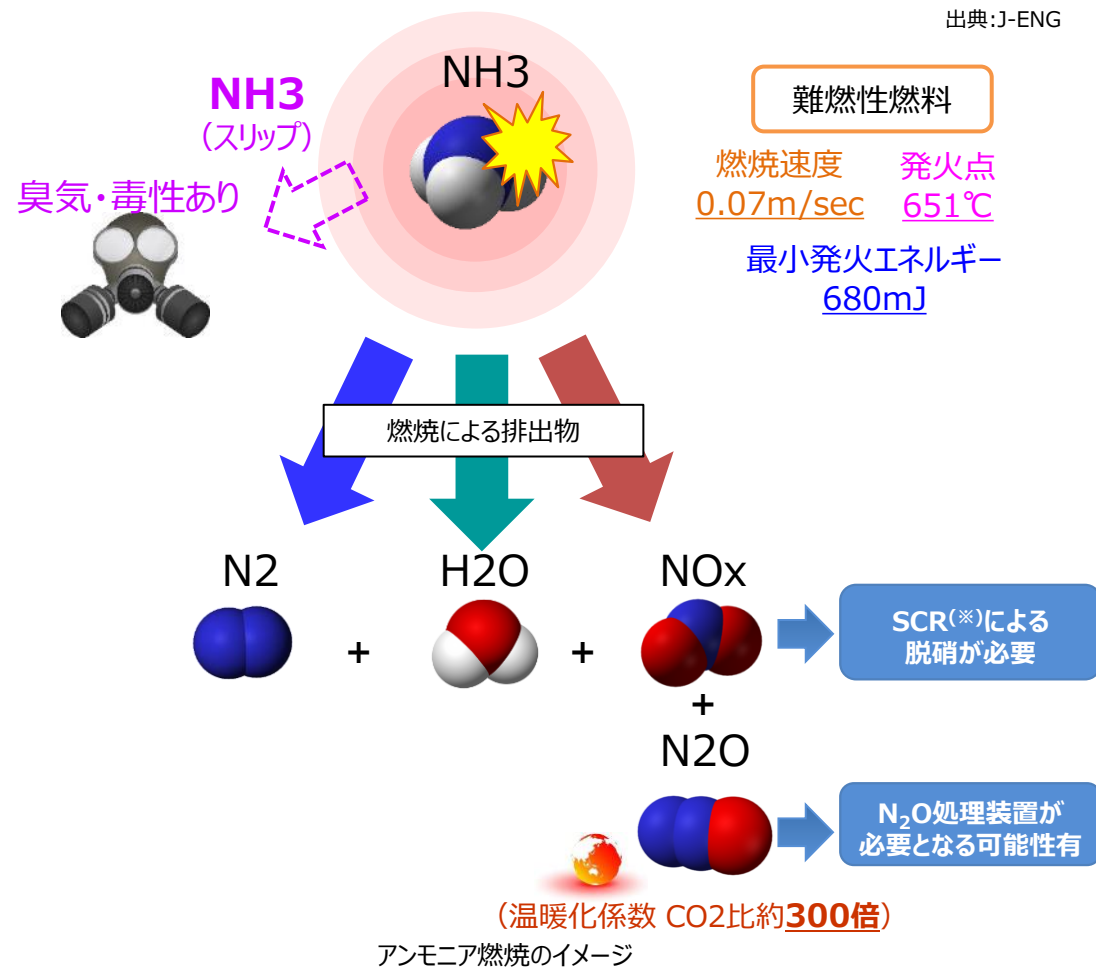 出典:J-ENG
NH3
NH3
(スリップ)
臭気・毒性あり
難燃性燃料
燃焼速度
0.07m/sec
発火点
651℃
最小発火エネルギー
680mJ
燃焼による排出物
N2
H2O
NOx
+
+
SCR(※)による
脱硝が必要
+
N2O
N₂O処理装置が
必要となる可能性有
(温暖化係数 CO2比約300倍)
アンモニア燃焼のイメージ